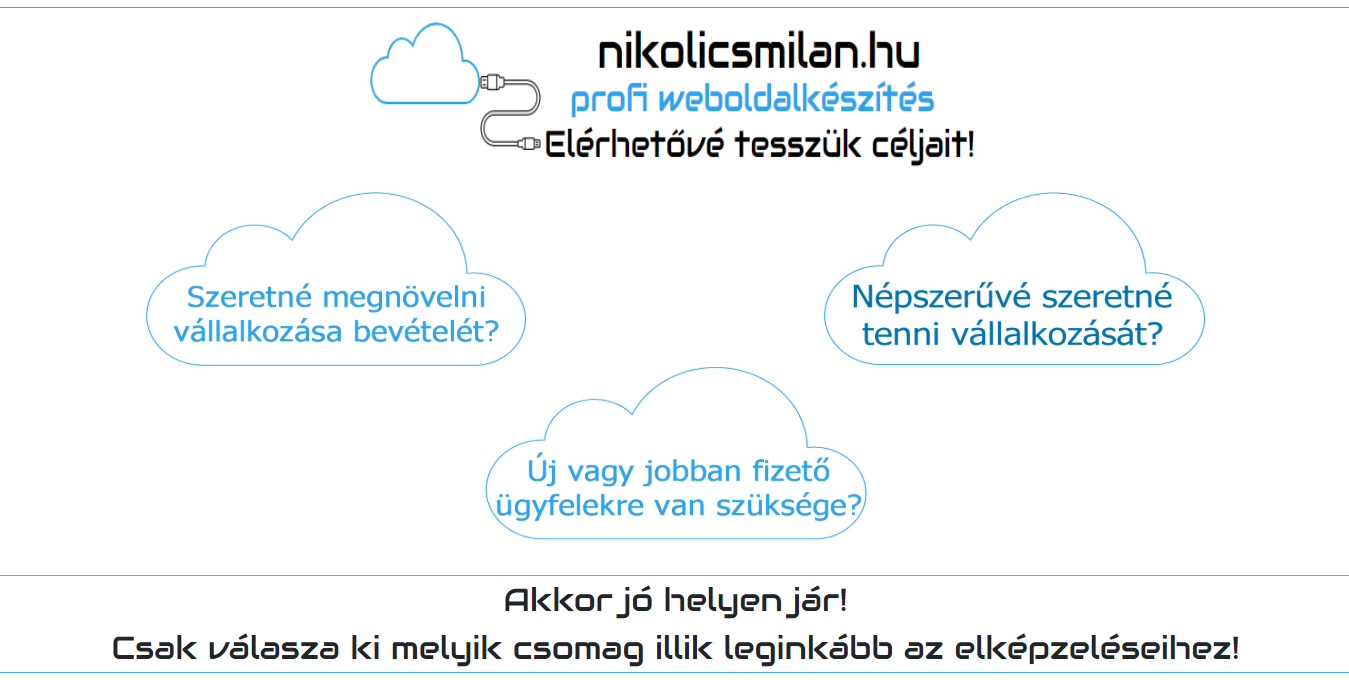 nikolicsmilan.hu
profi weboldalkészítés
Elérhetővé tesszük céljait!
Szeretné megnövelni
vállalkozása bevételét?
Népszerűvé szeretné
tenni vállalkozását?
Új vagy jobban fizető
ügyfelekre van szüksége?
Akkor jó helyen jár!
Csak válasza ki melyik csomag illik leginkább az elképzeléseihez!